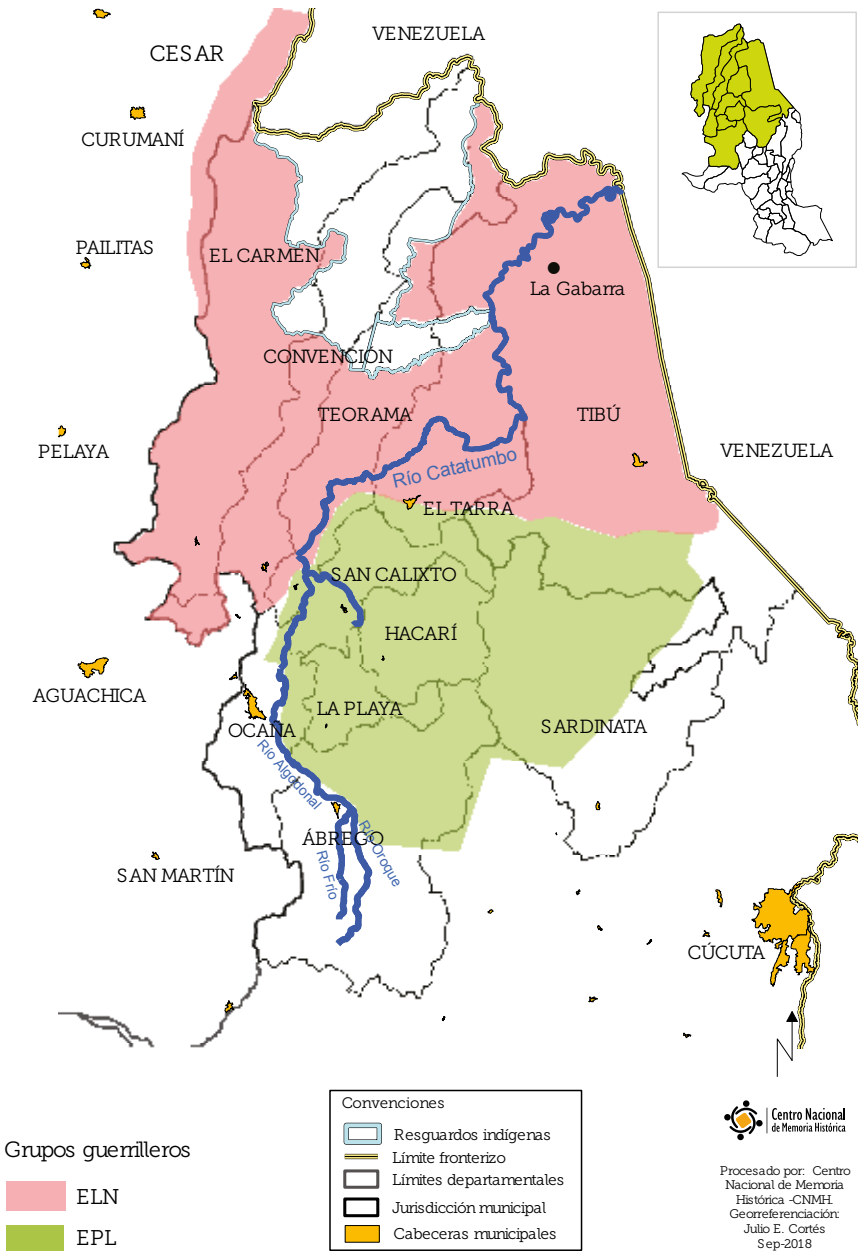 VENEZUELA
CESAR
CURUMANÍ
PAILITAS
EL CARMEN
La Gabarra
CONVENCIÓN
TEORAMA
TIBÚ
PELAYA
VENEZUELA
Río Catatumbo
EL TARRA
SAN CALIXTO
HACARÍ
AGUACHICA
LA PLAYA
OCAÑA
SARDINATA
Río Algodonal
ÁBREGO
Río Oroque
Río Frío
SAN MARTÍN
CÚCUTA
N
Grupos guerrilleros
ELN
EPL
Convenciones
Resguardos indígenas
Límite fronterizo
Límites departamentales
Jurisdicción municipal
Cabeceras municipales
Centro Nacional
de Memoria Histórica
Procesado por: Centro
Nacional de Memoria
Histórica -CNMH.
Georreferenciación:
Julio E. Cortés
Sep-2018